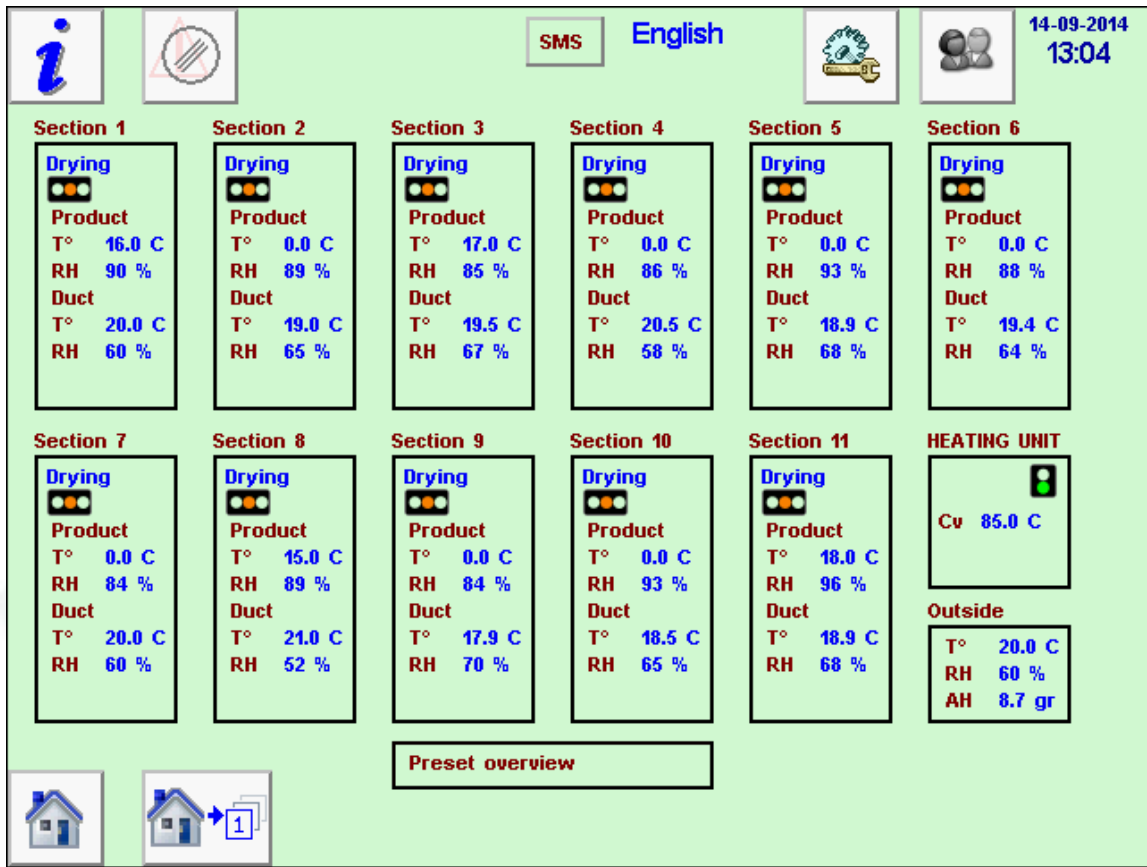 SMS English 14-09-2014
13:04
Section 1 Section 2 Section 3 Section 4 Section 5 Section 6
Drying Drying Drying Drying Drying Drying
Product Product Product Product Product Product
T° 16.0 C T° 0.0 C T° 17.0 C T° 0.0 C T° 0.0 C T° 0.0 C
RH 90 % RH 89 % RH 85 % RH 86 % RH 93 % RH 88 %
Duct Duct Duct Duct Duct Duct
T° 20.0 C T° 19.0 C T° 19.5 C T° 20.5 C T° 18.9 C T° 19.4 C
RH 60 % RH 65 % RH 67 % RH 58 % RH 68 % RH 64 %
Section 7 Section 8 Section 9 Section 10 Section 11 HEATING UNIT
Drying Drying Drying Drying Drying
Cv 85.0 C
Product Product Product Product Product
T° 0.0 C T° 15.0 C T° 0.0 C T° 0.0 C T° 18.0 C
RH 84 % RH 89 % RH 84 % RH 93 % RH 96 %
Duct Duct Duct Duct Duct Outside
T° 20.0 C T° 21.0 C T° 17.9 C T° 18.5 C T° 18.9 C T° 20.0 C
RH 60 % RH 52 % RH 70 % RH 65 % RH 68 % RH 60 %
AH 8.7 gr
Preset overview
1